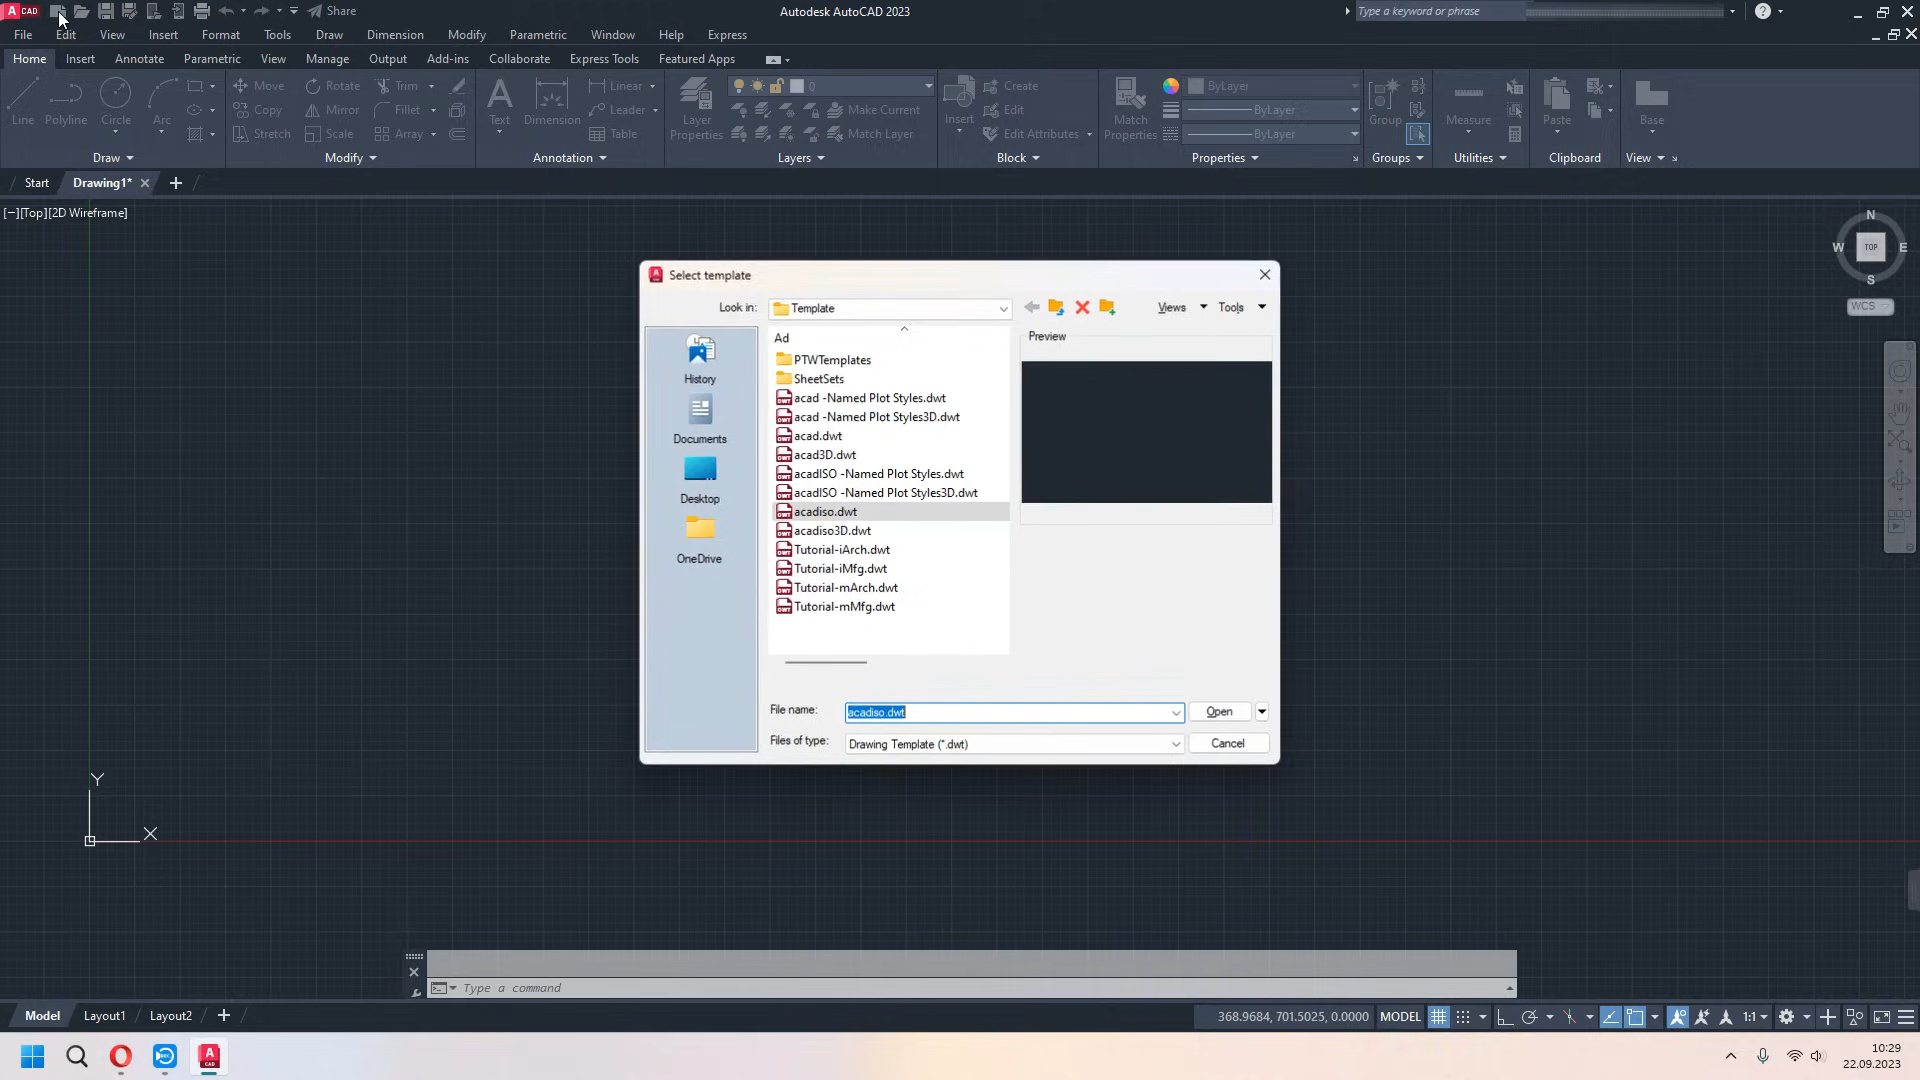 A CAD
Share
Autodesk AutoCAD 2023
Type a keyword or phrase
File Edit View Insert Format Tools Draw Dimension Modify Parametric Window Help Express
Home Insert Annotate Parametric View Manage Output Add-ins Collaborate Express Tools Featured Apps
Move Rotate Trim Linear 0 Create ByLayer
Line Polyline Circle Arc Copy Mirror Fillet Text Dimension Leader Layer Properties Make Current Insert Edit Match Properties ByLayer Group Measure Paste Base
Stretch Scale Array Table Match Layer Edit Attributes ByLayer
Draw Modify Annotation Layers Block Properties Groups Utilities Clipboard View
Start Drawing1*
[−][Top][2D Wireframe]
N
W TOP E
S
WCS
Select template
Look in: Template Views Tools
Ad
Preview
PTWTemplates
SheetSets
acad -Named Plot Styles.dwt
acad -Named Plot Styles3D.dwt
acad.dwt
acad3D.dwt
acadISO -Named Plot Styles.dwt
acadISO -Named Plot Styles3D.dwt
acadiso.dwt
acadiso3D.dwt
Tutorial-iArch.dwt
Tutorial-iMfg.dwt
Tutorial-mArch.dwt
Tutorial-mMfg.dwt
History
Documents
Desktop
OneDrive
File name: acadiso.dwt Open
Files of type: Drawing Template (*.dwt) Cancel
Y
X
Type a command
Model Layout1 Layout2
368.9684, 701.5025, 0.0000 MODEL 1:1
10:29
22.09.2023